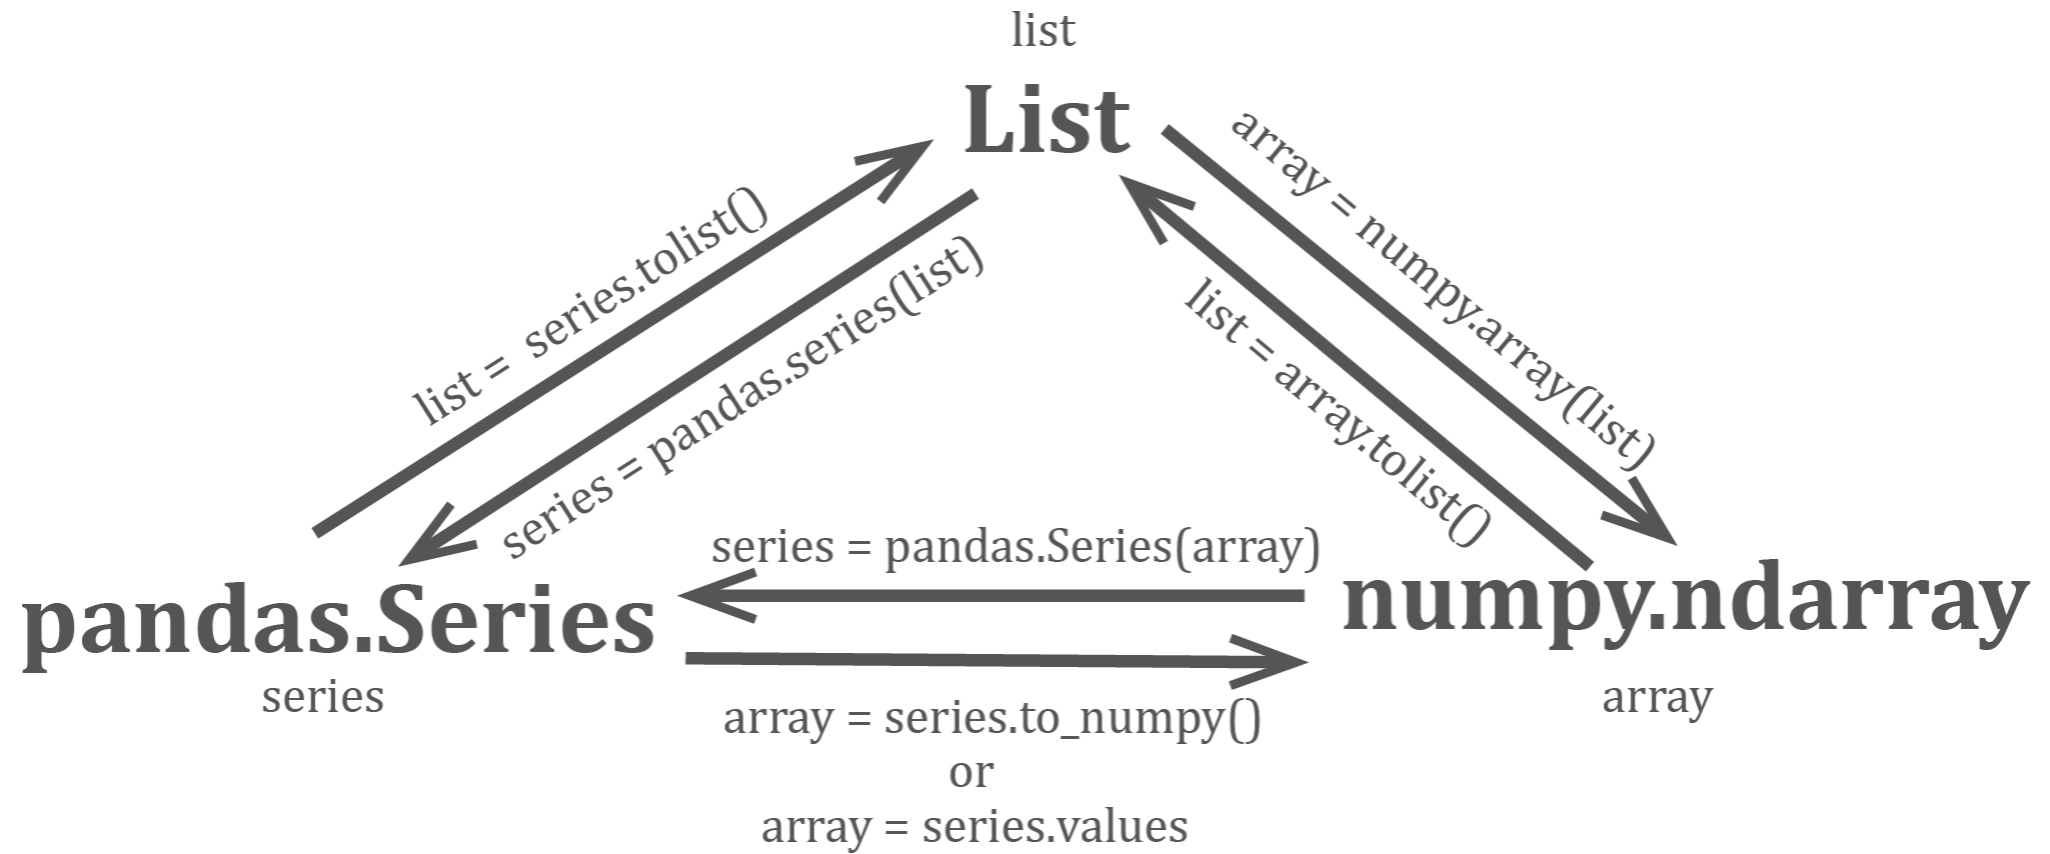 list
List
array = numpy.array(list)
list = series.tolist()
series = pandas.series(list)
list = array.tolist()
series = pandas.Series(array)
pandas.Series
numpy.ndarray
series
array
array = series.to_numpy()
or
array = series.values